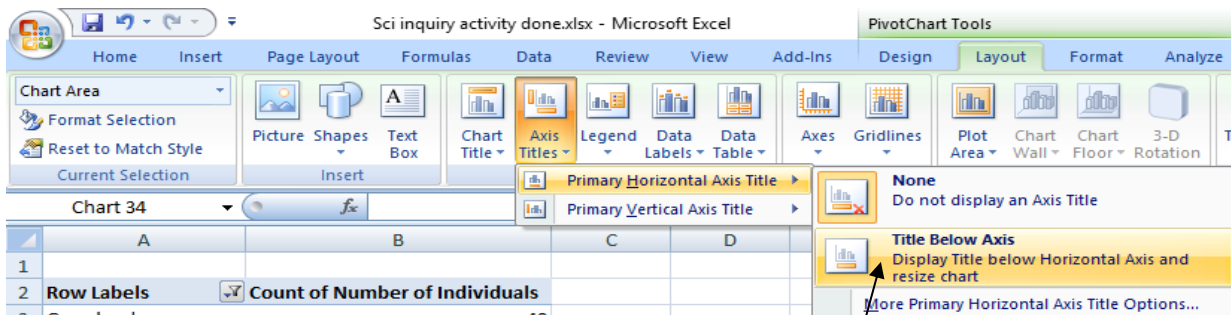 Sci inquiry activity done.xlsx - Microsoft Excel PivotChart Tools
Home Insert Page Layout Formulas Data Review View Add-Ins Design Layout Format Analyze
Chart Area
Format Selection
Reset to Match Style
Current Selection
Picture Shapes Text Box
Insert
Chart Title
Axis Titles
Legend
Data Labels
Data Table
Axes
Gridlines
Plot Area
Chart Wall
Chart Floor
3-D Rotation
Primary Horizontal Axis Title
Primary Vertical Axis Title
None
Do not display an Axis Title
Title Below Axis
Display Title below Horizontal Axis and
resize chart
More Primary Horizontal Axis Title Options...
Chart 34 fx
A B C D
1
2 Row Labels Count of Number of Individuals